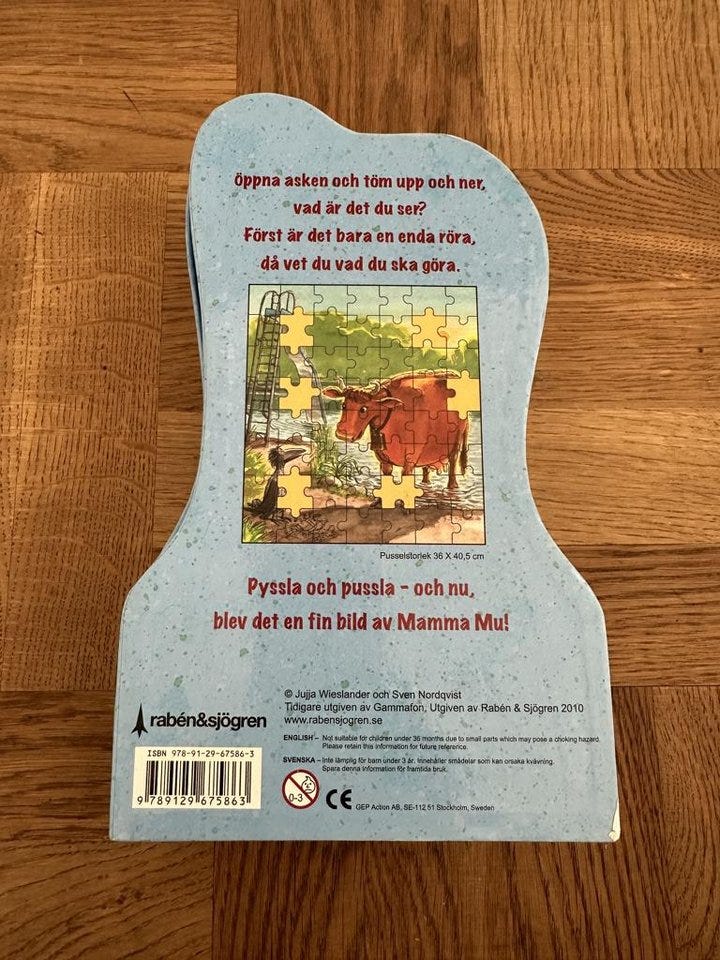 öppna asken och töm upp och ner,
vad är det du ser?
Först är det bara en enda röra,
då vet du vad du ska göra.
Pusselstorlek 36 X 40,5 cm
Pyssla och pussla - och nu,
blev det en fin bild av Mamma Mu!
© Jujja Wieslander och Sven Nordqvist
Tidigare utgiven av Gammafon, Utgiven av Rabén & Sjögren 2010
www.rabensjogren.se
rabén&sjögren
ENGLISH – Not suitable for children under 36 months due to small parts which may pose a choking hazard.
Please retain this information for future reference.
SVENSKA – Inte lämplig för barn under 3 år. Innehåller smådelar som kan orsaka kvävning.
Spara denna information för framtida bruk.
ISBN 978-91-29-67586-3
9 789129 675863
0-3
CE
GEP Action AB, SE-112 51 Stockholm, Sweden